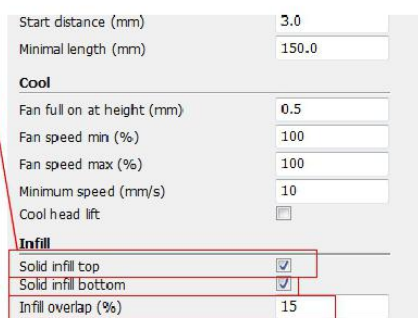 Start distance (mm) 3.0
Minimal length (mm) 150.0
Cool
Fan full on at height (mm) 0.5
Fan speed min (%) 100
Fan speed max (%) 100
Minimum speed (mm/s) 10
Cool head lift
Infill
Solid infill top
Solid infill bottom
Infill overlap (%) 15